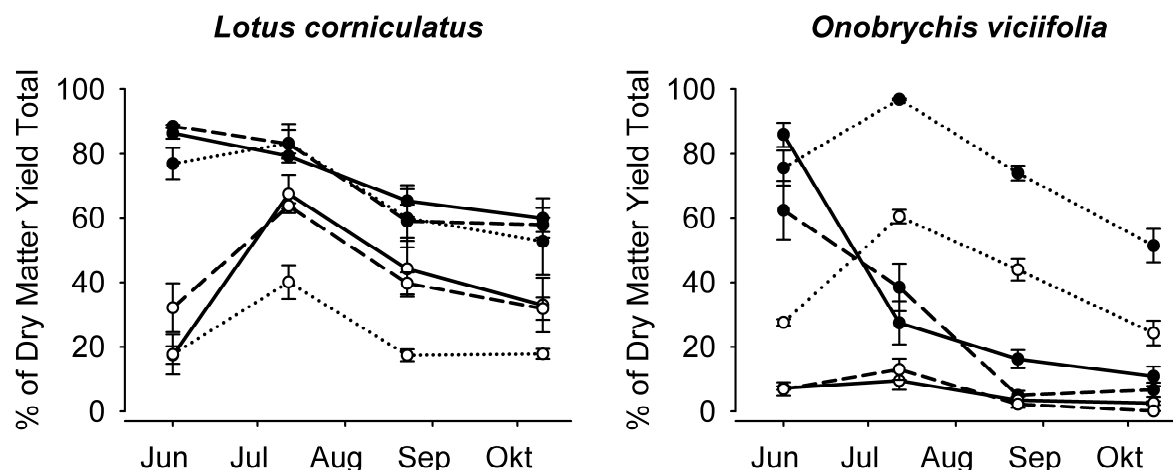 Lotus corniculatus
% of Dry Matter Yield Total
100
80
60
40
20
0
Jun Jul Aug Sep Okt
Onobrychis viciifolia
% of Dry Matter Yield Total
100
80
60
40
20
0
Jun Jul Aug Sep Okt